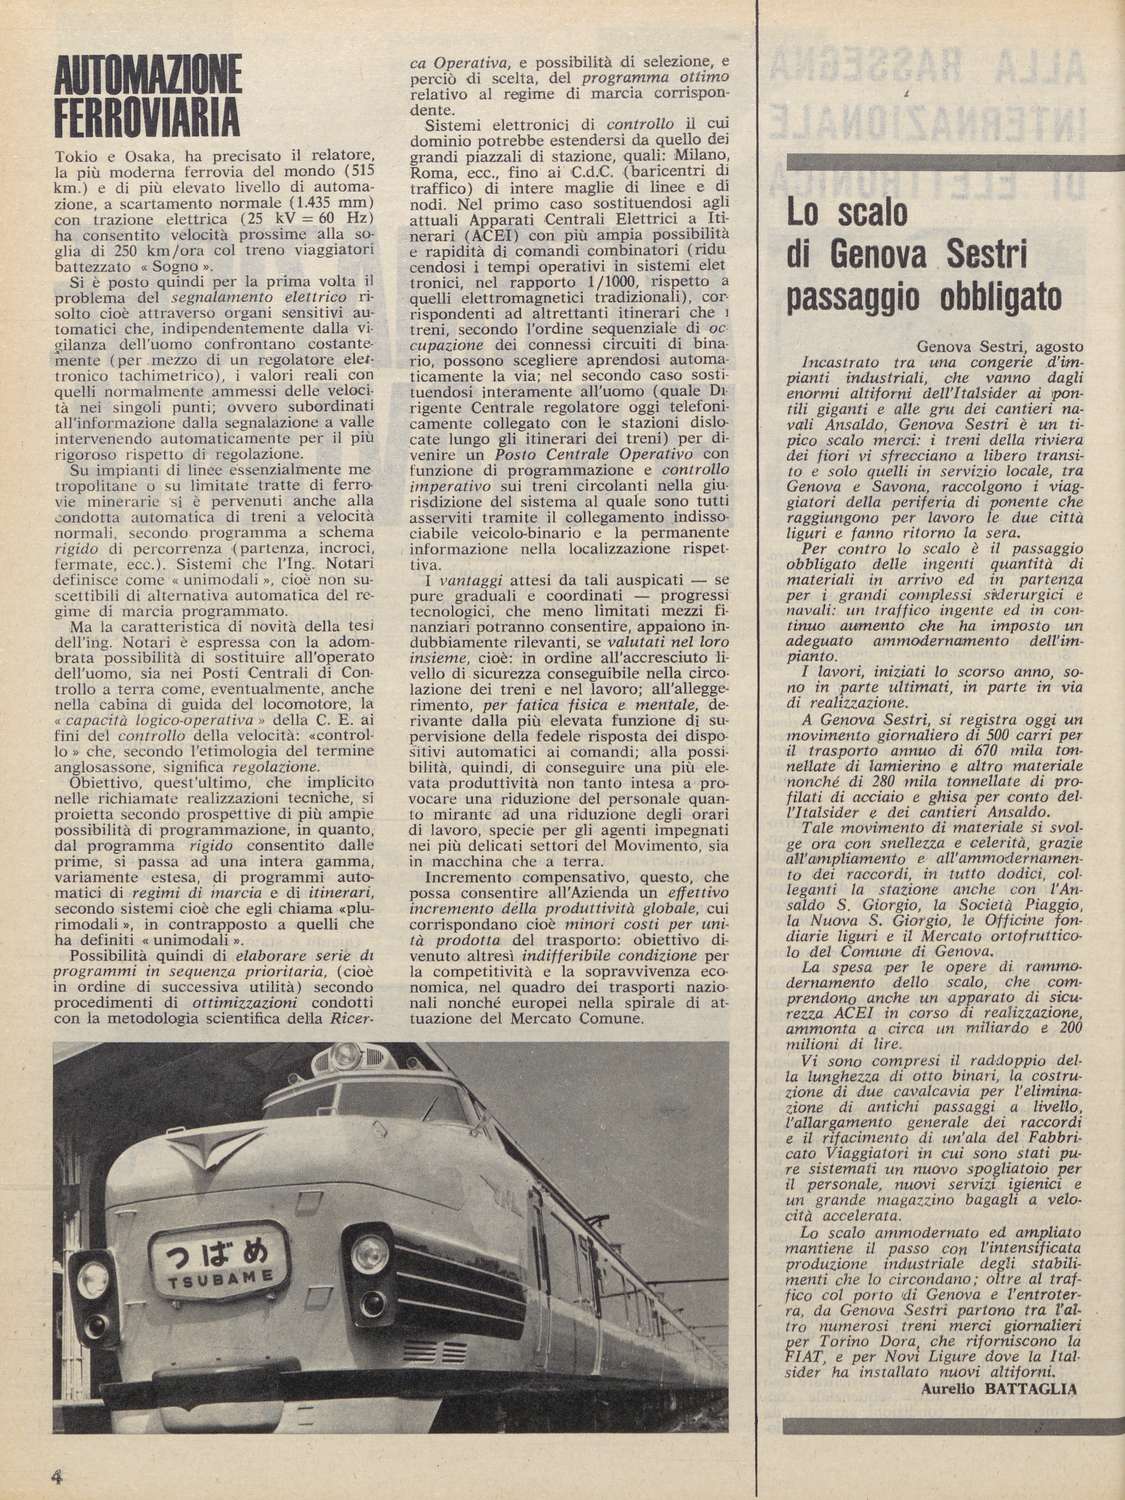 AUTOMAZIONE
FERROVIARIA
Tokio e Osaka, ha precisato il relatore,
la più moderna ferrovia del mondo (515
km.) e di più elevato livello di automa-
zione, a scartamento normale (1.435 mm)
con trazione elettrica (25 kV = 60 Hz)
ha consentito velocità prossime alla so-
glia di 250 km/ora col treno viaggiatori
battezzato « Sogno ».
Si è posto quindi per la prima volta il
problema del segnalamento elettrico ri-
solto cioè attraverso organi sensitivi au-
tomatici che, indipendentemente dalla vi-
gilanza dell'uomo confrontano costante-
mente (per mezzo di un regolatore elet-
tronico tachimetrico), i valori reali con
quelli normalmente ammessi delle veloci-
tà nei singoli punti; ovvero subordinati
all'informazione dalla segnalazione a valle
intervenendo automaticamente per il più
rigoroso rispetto di regolazione.
Su impianti di linee essenzialmente me
tropolitane o su limitate tratte di ferro-
vie minerarie si è pervenuti anche alla
condotta automatica di treni a velocità
normali, secondo programma a schema
rigido di percorrenza (partenza, incroci,
fermate, ecc.). Sistemi che l'Ing. Notari
definisce come « unimodali », cioè non su-
scettibili di alternativa automatica del re-
gime di marcia programmato.
Ma la caratteristica di novità della tesi
dell'ing. Notari è espressa con la adom-
brata possibilità di sostituire all'operato
dell'uomo, sia nei Posti Centrali di Con-
trollo a terra come, eventualmente, anche
nella cabina di guida del locomotore, la
« capacità logico-operativa » della C. E. ai
fini del controllo della velocità: «control-
lo » che, secondo l'etimologia del termine
anglosassone, significa regolazione.
Obiettivo, quest'ultimo, che implicito
nelle richiamate realizzazioni tecniche, si
proietta secondo prospettive di più ampie
possibilità di programmazione, in quanto,
dal programma rigido consentito dalle
prime, si passa ad una intera gamma,
variamente estesa, di programmi auto-
matici di regimi di marcia e di itinerari,
secondo sistemi cioè che egli chiama «plu-
rimodali », in contrapposto a quelli che
ha definiti « unimodali ».
Possibilità quindi di elaborare serie di
programmi in sequenza prioritaria, (cioè
in ordine di successiva utilità) secondo
procedimenti di ottimizzazioni condotti
con la metodologia scientifica della Ricer-
ca Operativa, e possibilità di selezione, e
perciò di scelta, del programma ottimo
relativo al regime di marcia corrispon-
dente.
Sistemi elettronici di controllo il cui
dominio potrebbe estendersi da quello dei
grandi piazzali di stazione, quali: Milano,
Roma, ecc., fino ai C.d.C. (baricentri di
traffico) di intere maglie di linee e di
nodi. Nel primo caso sostituendosi agli
attuali Apparati Centrali Elettrici a Iti-
nerari (ACEI) con più ampia possibilità
e rapidità di comandi combinatori (ridu
cendosi i tempi operativi in sistemi elet
tronici, nel rapporto 1/1000, rispetto a
quelli elettromagnetici tradizionali), cor-
rispondenti ad altrettanti itinerari che i
treni, secondo l'ordine sequenziale di oc-
cupazione dei connessi circuiti di bina-
rio, possono scegliere aprendosi automa-
ticamente la via; nel secondo caso sosti-
tuendosi interamente all'uomo (quale Di-
rigente Centrale regolatore oggi telefoni-
camente collegato con le stazioni dislo-
cate lungo gli itinerari dei treni) per di-
venire un Posto Centrale Operativo con
funzione di programmazione e controllo
imperativo sui treni circolanti nella giu-
risdizione del sistema al quale sono tutti
asserviti tramite il collegamento indisso-
ciabile veicolo-binario e la permanente
informazione nella localizzazione rispet-
tiva.
I vantaggi attesi da tali auspicati — se
pure graduali e coordinati — progressi
tecnologici, che meno limitati mezzi fi-
nanziari potranno consentire, appaiono in-
dubbiamente rilevanti, se valutati nel loro
insieme, cioè: in ordine all'accresciuto li-
vello di sicurezza conseguibile nella circo-
lazione dei treni e nel lavoro; all'allegge-
rimento, per fatica fisica e mentale, de-
rivante dalla più elevata funzione di su-
pervisione della fedele risposta dei dispo-
sitivi automatici ai comandi; alla possi-
bilità, quindi, di conseguire una più ele-
vata produttività non tanto intesa a pro-
vocare una riduzione del personale quan-
to mirante ad una riduzione degli orari
di lavoro, specie per gli agenti impegnati
nei più delicati settori del Movimento, sia
in macchina che a terra.
Incremento compensativo, questo, che
possa consentire all'Azienda un effettivo
incremento della produttività globale, cui
corrispondano cioè minori costi per uni-
tà prodotta del trasporto: obiettivo di-
venuto altresì indifferibile condizione per
la competitività e la sopravvivenza eco-
nomica, nel quadro dei trasporti nazio-
nali nonché europei nella spirale di at-
tuazione del Mercato Comune.
つばめ
TSUBAME
4
Lo scalo
di Genova Sestri
passaggio obbligato
Genova Sestri, agosto
Incastrato tra una congerie d'im-
pianti industriali, che vanno dagli
enormi altiforni dell'Italsider ai pon-
tili giganti e alle gru dei cantieri na-
vali Ansaldo, Genova Sestri è un ti-
pico scalo merci: i treni della riviera
dei fiori vi sfrecciano a libero transi-
to e solo quelli in servizio locale, tra
Genova e Savona, raccolgono i viag-
giatori della periferia di ponente che
raggiungono per lavoro le due città
liguri e fanno ritorno la sera.
Per contro lo scalo è il passaggio
obbligato delle ingenti quantità di
materiali in arrivo ed in partenza
per i grandi complessi siderurgici e
navali: un traffico ingente ed in con-
tinuo aumento che ha imposto un
adeguato ammodernamento dell'im-
pianto.
I lavori, iniziati lo scorso anno, so-
no in parte ultimati, in parte in via
di realizzazione.
A Genova Sestri, si registra oggi un
movimento giornaliero di 500 carri per
il trasporto annuo di 670 mila ton-
nellate di lamierino e altro materiale
nonché di 280 mila tonnellate di pro-
filati di acciaio e ghisa per conto del-
l'Italsider e dei cantieri Ansaldo.
Tale movimento di materiale si svol-
ge ora con snellezza e celerità, grazie
all'ampliamento e all'ammodernamen-
to dei raccordi, in tutto dodici, col-
leganti la stazione anche con l'An-
saldo S. Giorgio, la Società Piaggio,
la Nuova S. Giorgio, le Officine fon-
diarie liguri e il Mercato ortofruttico-
lo del Comune di Genova.
La spesa per le opere di rammo-
dernamento dello scalo, che com-
prendono anche un apparato di sicu-
rezza ACEI in corso di realizzazione,
ammonta a circa un miliardo e 200
milioni di lire.
Vi sono compresi il raddoppio del-
la lunghezza di otto binari, la costru-
zione di due cavalcavia per l'elimina-
zione di antichi passaggi a livello,
l'allargamento generale dei raccordi
e il rifacimento di un'ala del Fabbri-
cato Viaggiatori in cui sono stati pu-
re sistemati un nuovo spogliatoio per
il personale, nuovi servizi igienici e
un grande magazzino bagagli a velo-
cità accelerata.
Lo scalo ammodernato ed ampliato
mantiene il passo con l'intensificata
produzione industriale degli stabili-
menti che lo circondano; oltre al traf-
fico col porto di Genova e l'entroter-
ra, da Genova Sestri partono tra l'al-
tro numerosi treni merci giornalieri
per Torino Dora, che riforniscono la
FIAT, e per Novi Ligure dove la Ital-
sider ha installato nuovi altiforni.
Aurelio BATTAGLIA